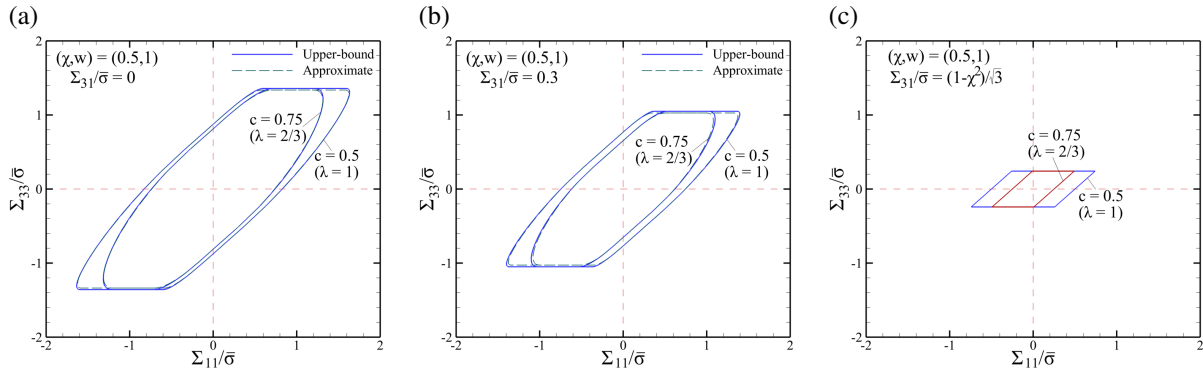 (a)
(χ,w) = (0.5,1)
Σ31/σ̅ = 0
Upper-bound
Approximate
c = 0.75
(λ = 2/3)
c = 0.5
(λ = 1)
Σ33/σ̅
2
1
0
-1
-2
-2 -1 0 1 2
Σ11/σ̅
(b)
(χ,w) = (0.5,1)
Σ31/σ̅ = 0.3
Upper-bound
Approximate
c = 0.75
(λ = 2/3)
c = 0.5
(λ = 1)
Σ33/σ̅
2
1
0
-1
-2
-2 -1 0 1 2
Σ11/σ̅
(c)
(χ,w) = (0.5,1)
Σ31/σ̅ = (1-χ²)/√3
c = 0.75
(λ = 2/3)
c = 0.5
(λ = 1)
Σ33/σ̅
2
1
0
-1
-2
-2 -1 0 1 2
Σ11/σ̅